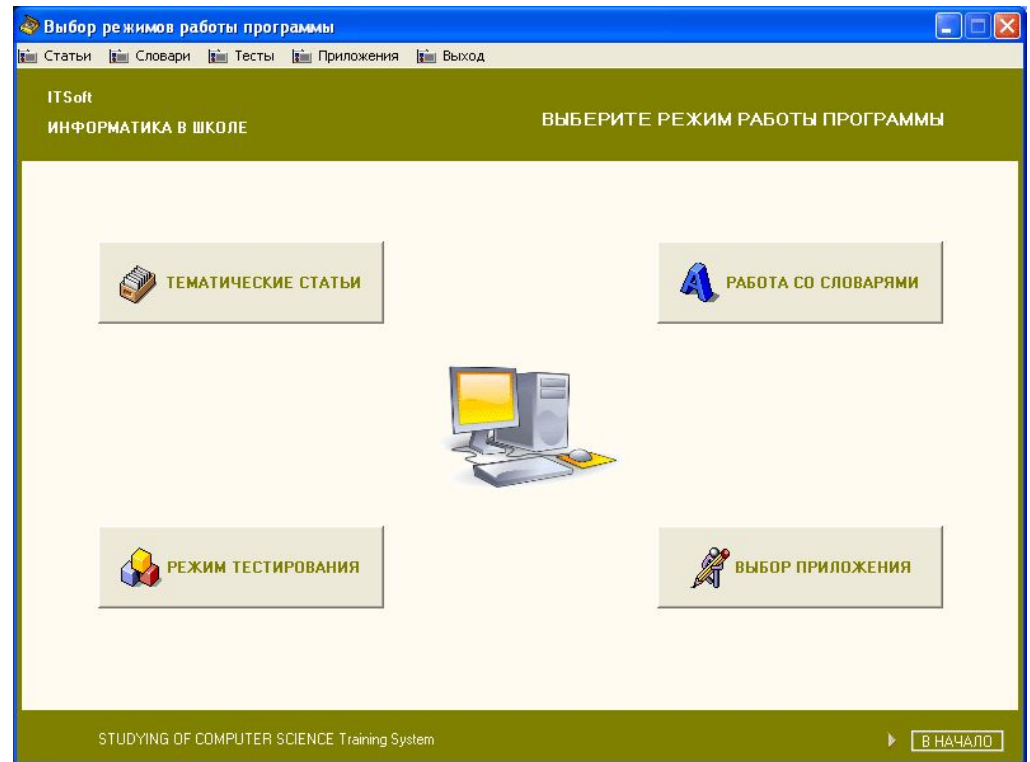 Выбор режимов работы программы
Статьи Словари Тесты Приложения Выход
ITSoft
ИНФОРМАТИКА В ШКОЛЕ
ВЫБЕРИТЕ РЕЖИМ РАБОТЫ ПРОГРАММЫ
ТЕМАТИЧЕСКИЕ СТАТЬИ
РАБОТА СО СЛОВАРЯМИ
РЕЖИМ ТЕСТИРОВАНИЯ
ВЫБОР ПРИЛОЖЕНИЯ
STUDYING OF COMPUTER SCIENCE Training System
В НАЧАЛО